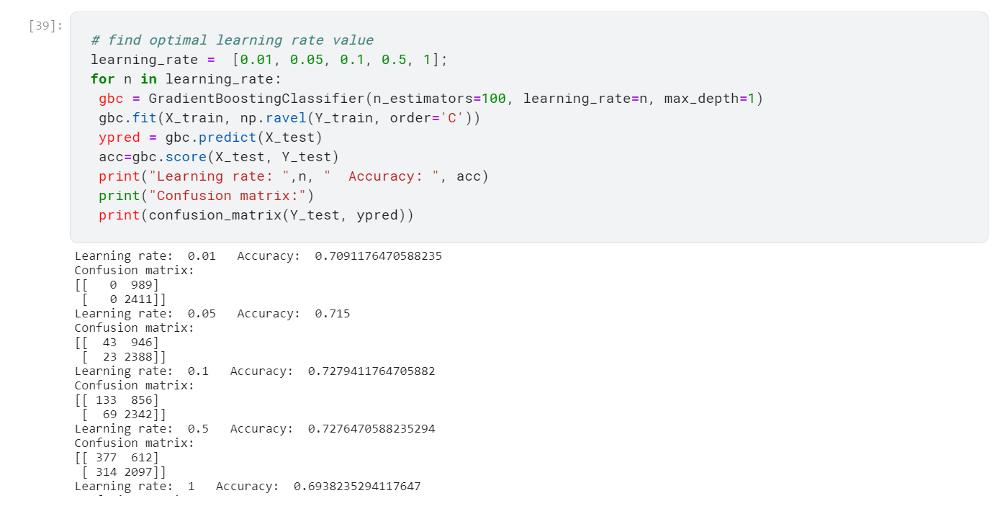 [39]:
# find optimal learning rate value
learning_rate =  [0.01, 0.05, 0.1, 0.5, 1];
for n in learning_rate:
 gbc = GradientBoostingClassifier(n_estimators=100, learning_rate=n, max_depth=1)
 gbc.fit(X_train, np.ravel(Y_train, order='C'))
 ypred = gbc.predict(X_test)
 acc=gbc.score(X_test, Y_test)
 print("Learning rate: ",n, "  Accuracy: ", acc)
 print("Confusion matrix:")
 print(confusion_matrix(Y_test, ypred))
Learning rate:  0.01   Accuracy:  0.7091176470588235
Confusion matrix:
[[   0  989]
 [   0 2411]]
Learning rate:  0.05   Accuracy:  0.715
Confusion matrix:
[[  43  946]
 [  23 2388]]
Learning rate:  0.1   Accuracy:  0.7279411764705882
Confusion matrix:
[[ 133  856]
 [  69 2342]]
Learning rate:  0.5   Accuracy:  0.7276470588235294
Confusion matrix:
[[ 377  612]
 [ 314 2097]]
Learning rate:  1   Accuracy:  0.6938235294117647